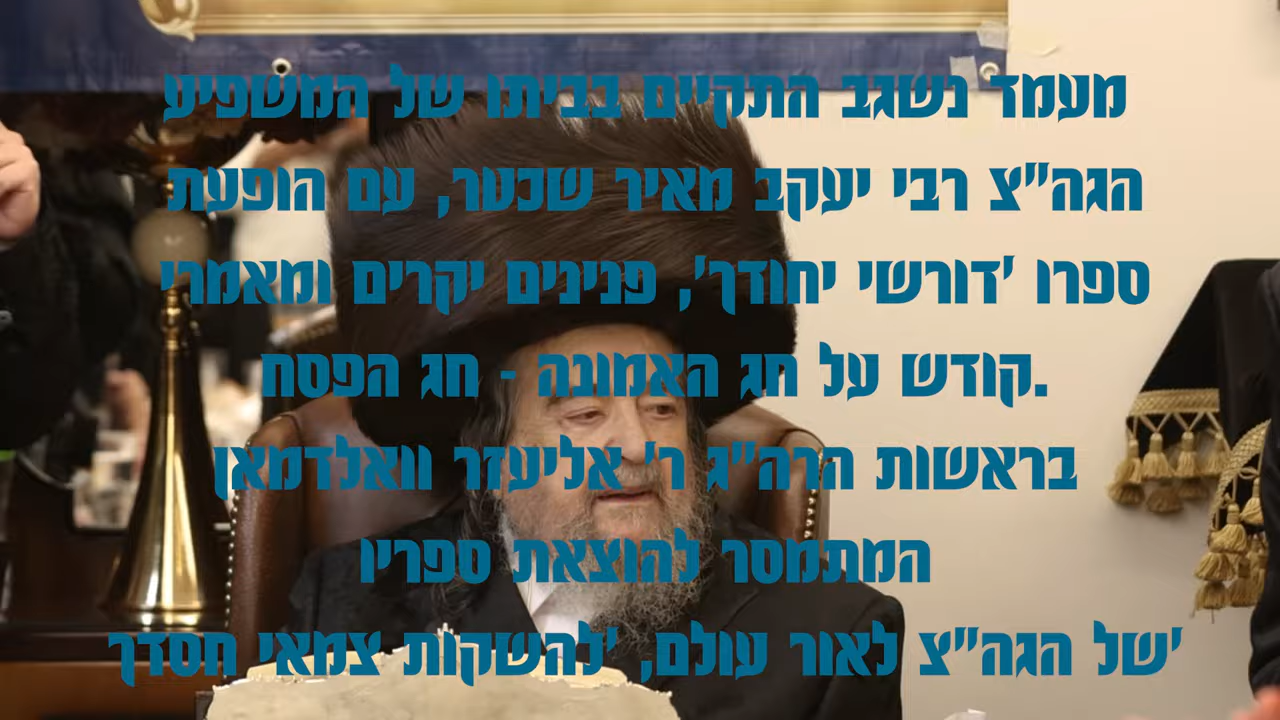 מעמד נשגב התקיים בביתו של המשפיע
הגה"צ רבי יעקב מאיר שכטר, עם הופעת
ספרו 'דורשי יחודך', פנינים יקרים ומאמרי
קודש על חג האמונה - חג הפסח.
בראשות הרה"ג ר' אליעזר וואלדמאן
המתמסר להוצאת ספריו
של הגה"צ לאור עולם, 'להשקות צמאי חסדך'